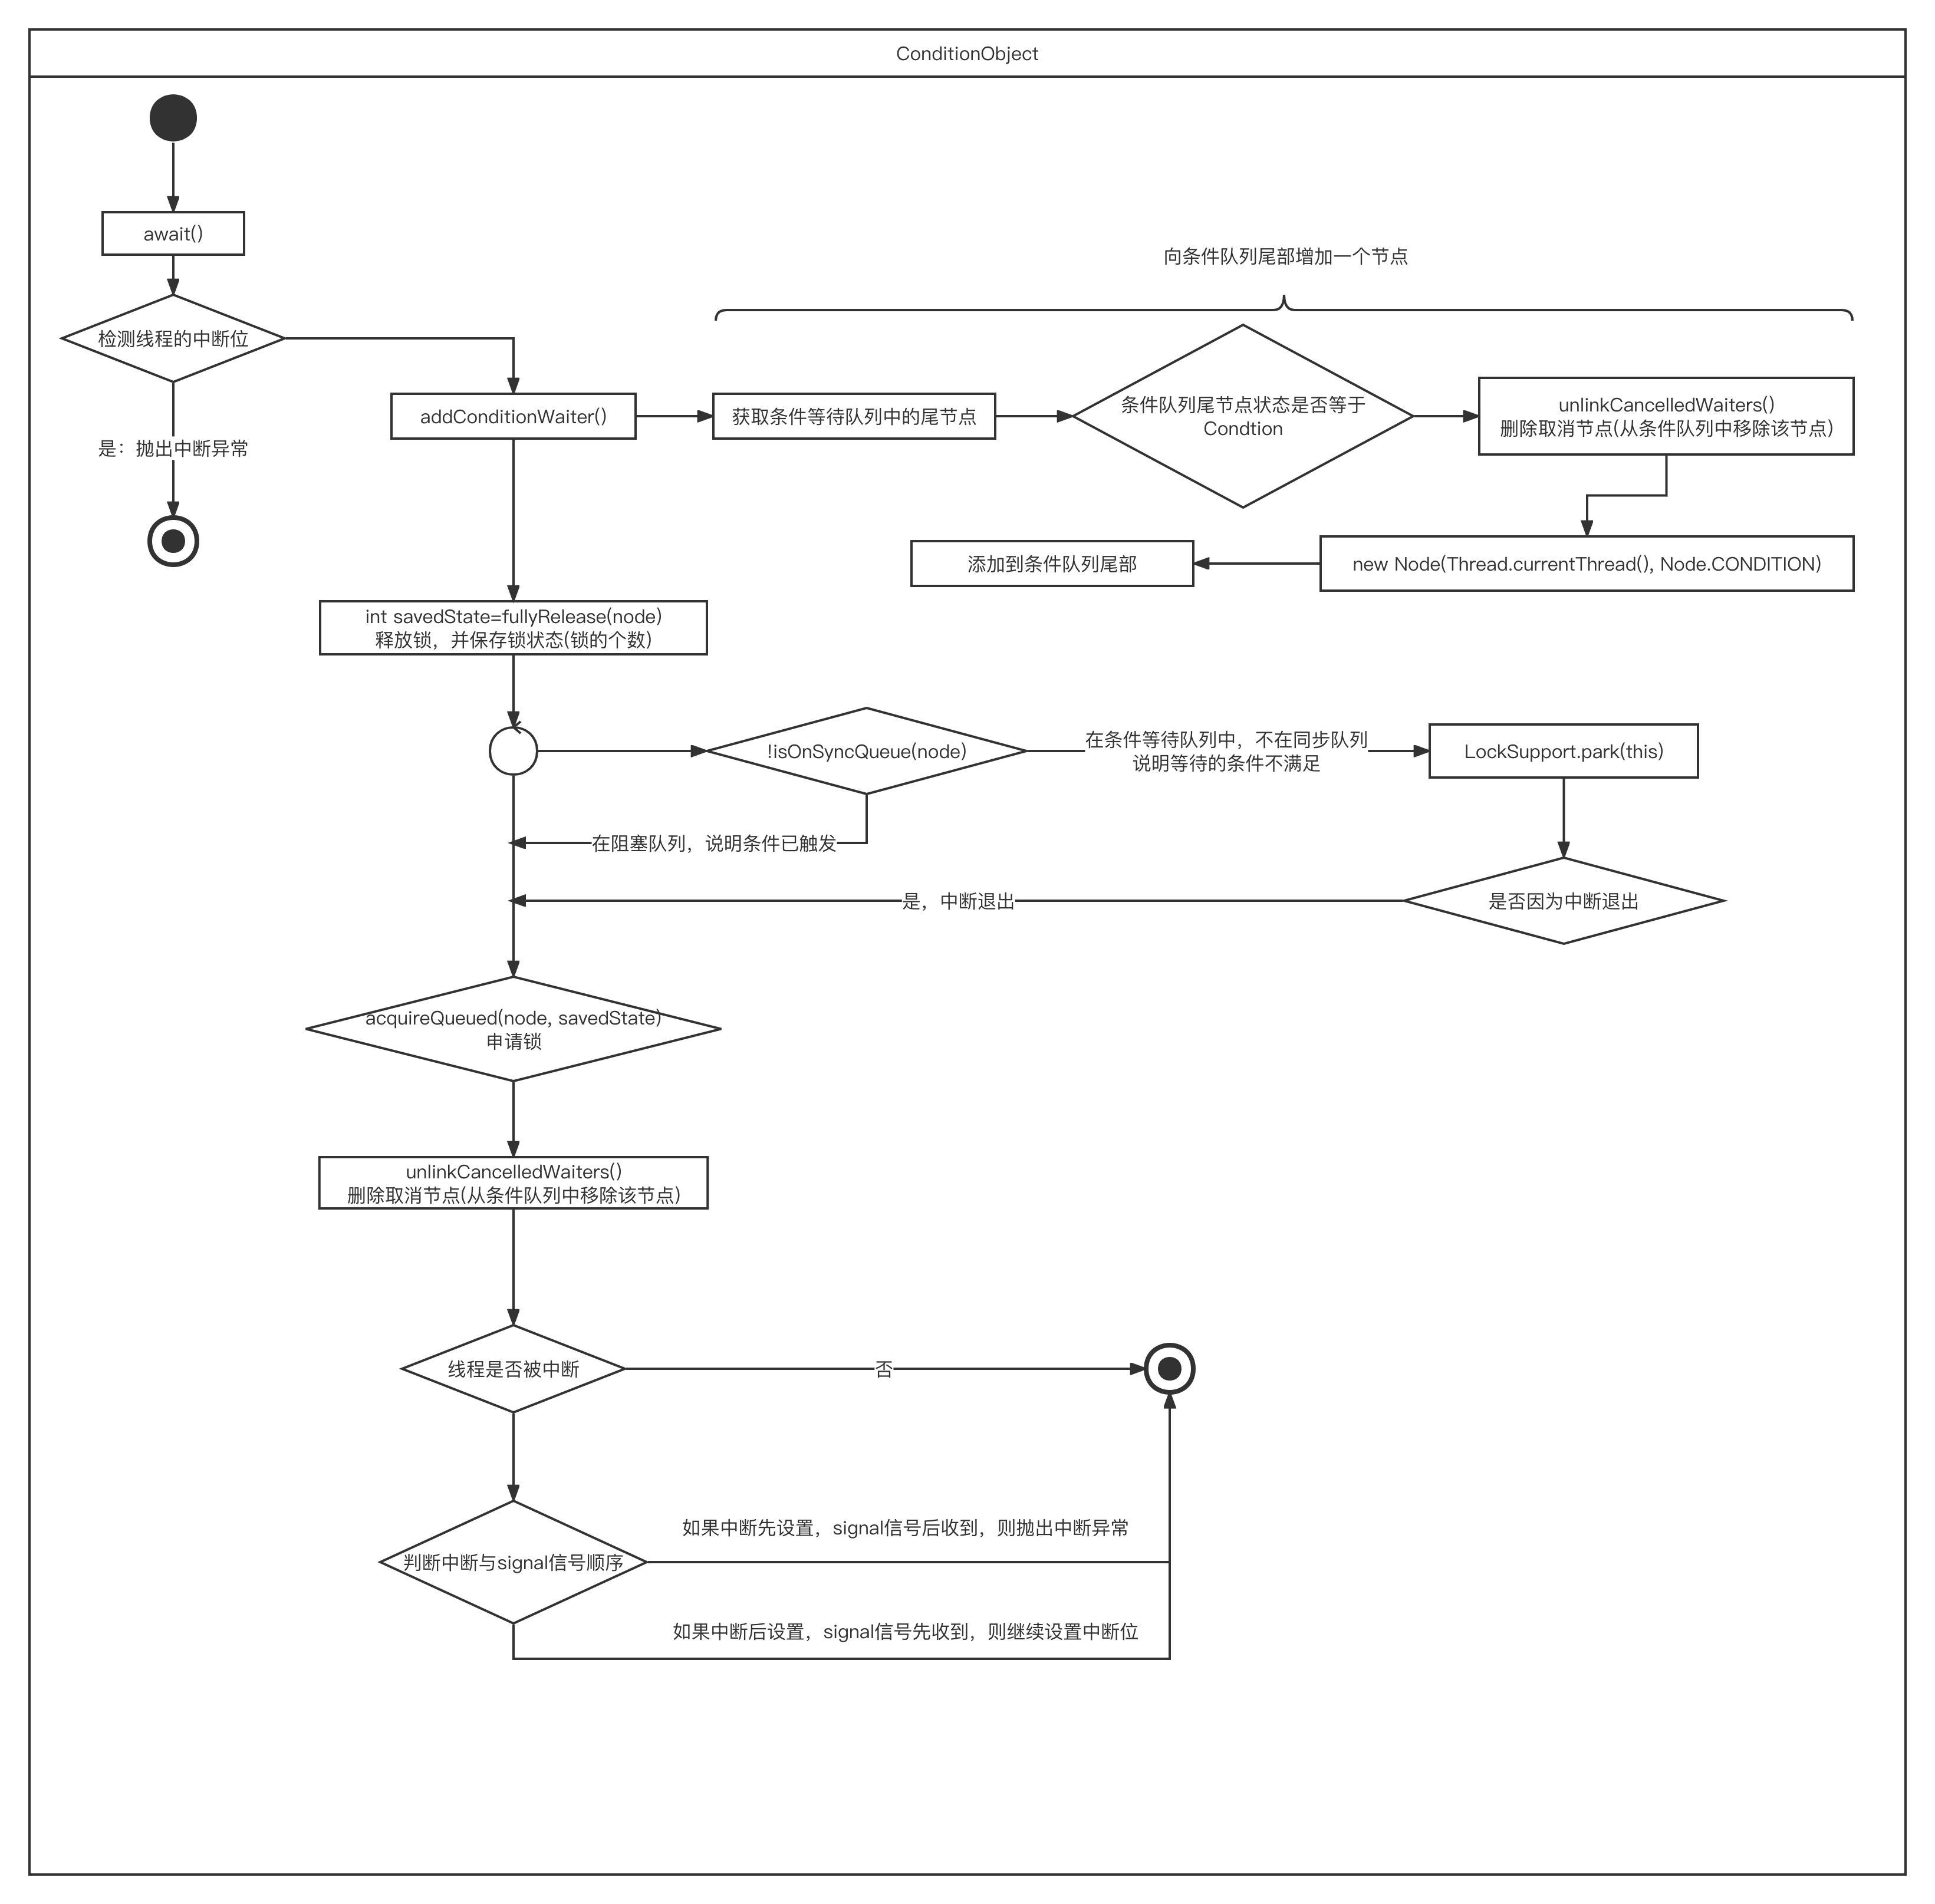 ConditionObject
await()
向条件队列尾部增加一个节点
检测线程的中断位
addConditionWaiter()
获取条件等待队列中的尾节点
条件队列尾节点状态是否等于
Condtion
unlinkCancelledWaiters()
删除取消节点(从条件队列中移除该节点)
是：抛出中断异常
添加到条件队列尾部
new Node(Thread.currentThread(), Node.CONDITION)
int savedState=fullyRelease(node)
释放锁，并保存锁状态(锁的个数)
!isOnSyncQueue(node)
在条件等待队列中，不在同步队列
说明等待的条件不满足
LockSupport.park(this)
在阻塞队列，说明条件已触发
是，中断退出
是否因为中断退出
acquireQueued(node, savedState)
申请锁
unlinkCancelledWaiters()
删除取消节点(从条件队列中移除该节点)
线程是否被中断
否
如果中断先设置，signal信号后收到，则抛出中断异常
判断中断与signal信号顺序
如果中断后设置，signal信号先收到，则继续设置中断位